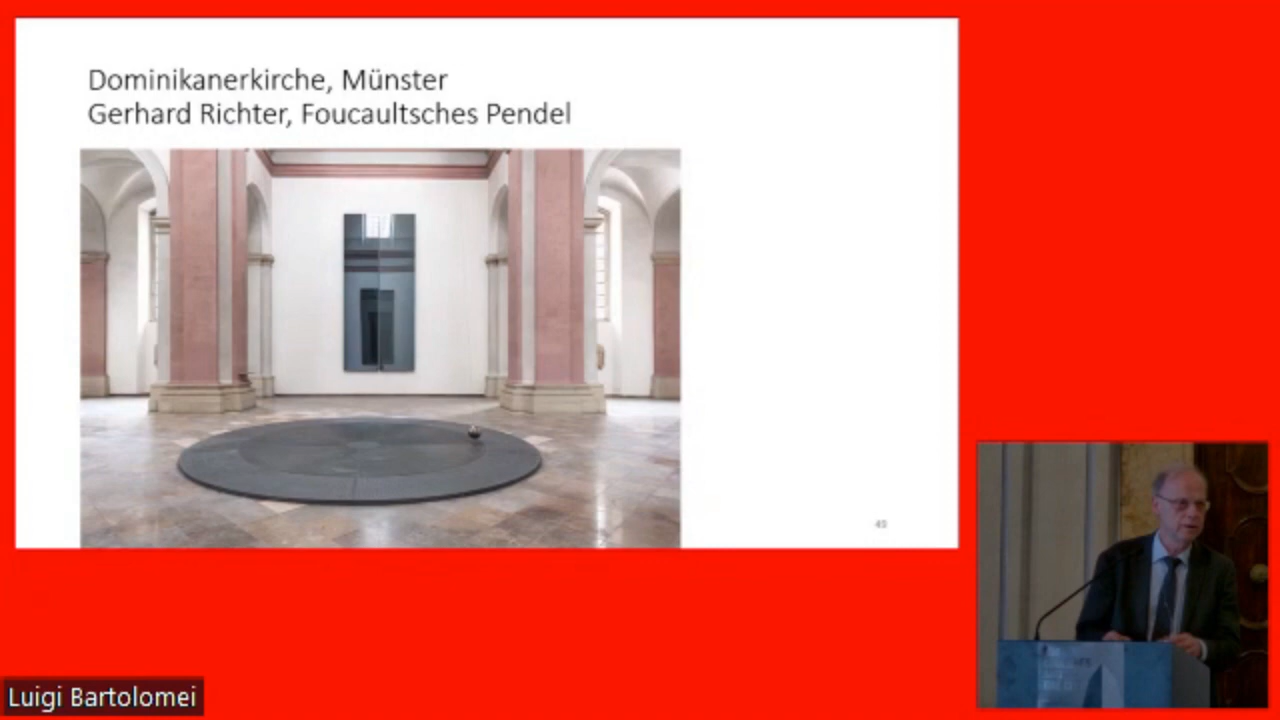 Dominikanerkirche, Münster
Gerhard Richter, Foucaultsches Pendel
49
Luigi Bartolomei